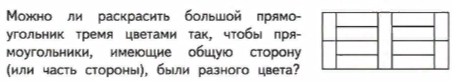 Можно ли раскрасить большой прямо-
угольник тремя цветами так, чтобы пря-
моугольники, имеющие общую сторону
(или часть стороны), были разного цвета?